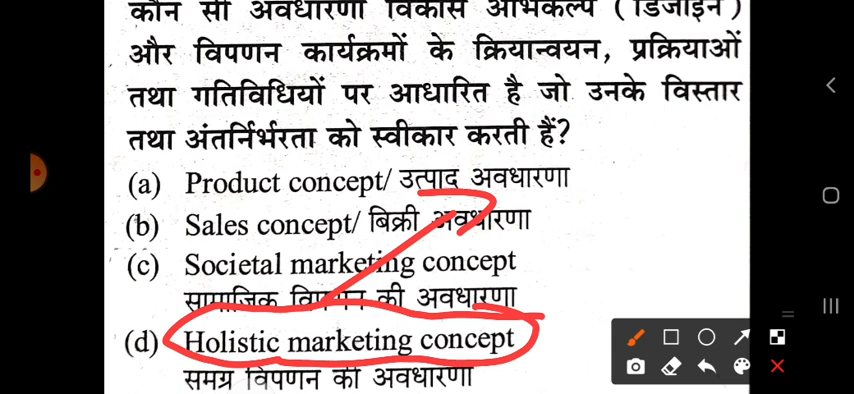 कौन सी अवधारणा विकास अभिकल्प (डिजाइन)
और विपणन कार्यक्रमों के क्रियान्वयन, प्रक्रियाओं
तथा गतिविधियों पर आधारित है जो उनके विस्तार
तथा अंतर्निर्भरता को स्वीकार करती हैं?
(a) Product concept/ उत्पाद अवधारणा
(b) Sales concept/ बिक्री अवधारणा
(c) Societal marketing concept
सामाजिक विपणन की अवधारणा
(d) Holistic marketing concept
समग्र विपणन की अवधारणा